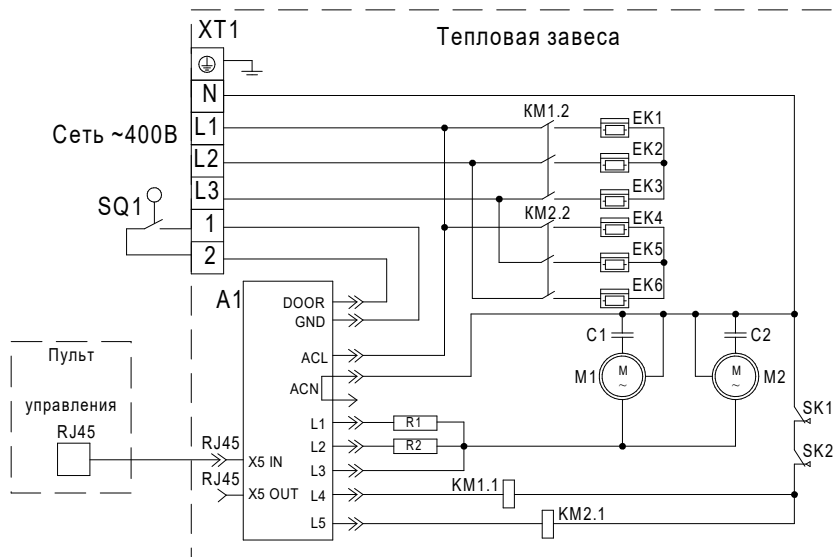 XT1
Тепловая завеса
N
Сеть ~400В
L1
L2
L3
1
2
SQ1
KM1.2
EK1
EK2
EK3
KM2.2
EK4
EK5
EK6
A1
DOOR
GND
ACL
ACN
L1
L2
L3
L4
L5
X5 IN
X5 OUT
RJ45
RJ45
Пульт
управления
RJ45
R1
R2
C1
C2
M1
M
~
M
~
M2
SK1
SK2
KM1.1
KM2.1